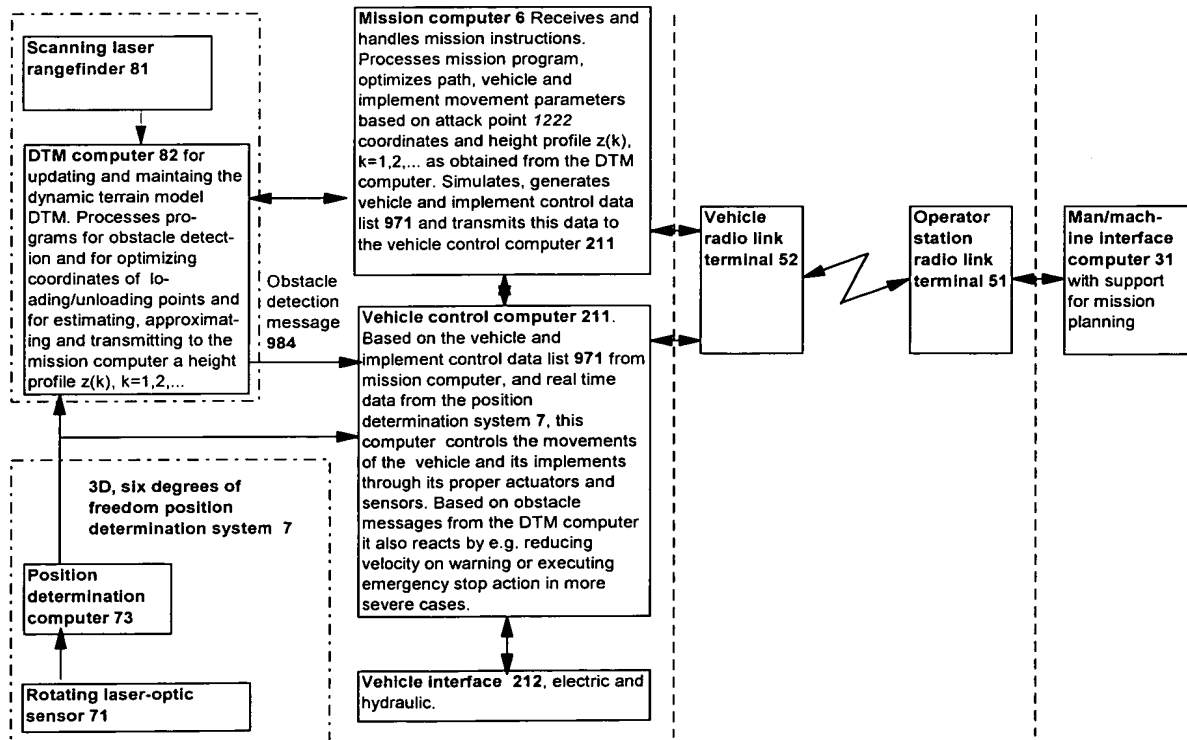 Scanning laser
rangefinder 81
DTM computer 82 for
updating and maintaing the
dynamic terrain model
DTM. Processes pro-
grams for obstacle detect-
ion and for optimizing
coordinates of lo-
ading/unloading points and
for estimating, approximat-
ing and transmitting to the
mission computer a height
profile z(k), k=1,2,...
3D, six degrees of
freedom position
determination system 7
Position
determination
computer 73
Rotating laser-optic
sensor 71
Obstacle
detection
message
984
Mission computer 6 Receives and
handles mission instructions.
Processes mission program,
optimizes path, vehicle and
implement movement parameters
based on attack point 1222
coordinates and height profile z(k),
k=1,2,... as obtained from the DTM
computer. Simulates, generates
vehicle and implement control data
list 971 and transmits this data to
the vehicle control computer 211
Vehicle control computer 211.
Based on the vehicle and
implement control data list 971 from
mission computer, and real time
data from the position
determination system 7, this
computer controls the movements
of the vehicle and its implements
through its proper actuators and
sensors. Based on obstacle
messages from the DTM computer
it also reacts by e.g. reducing
velocity on warning or executing
emergency stop action in more
severe cases.
Vehicle interface 212, electric and
hydraulic.
Vehicle
radio link
terminal 52
Operator
station
radio link
terminal 51
Man/mach-
ine interface
computer 31
with support
for mission
planning